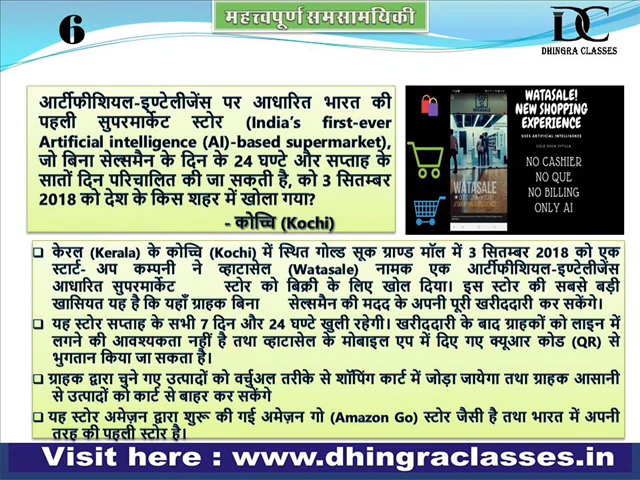 6
महत्त्वपूर्ण समसामयिकी
DC
DHINGRA CLASSES
आर्टीफीशियल-इण्टेलीजेंस पर आधारित भारत की
पहली सुपरमार्केट स्टोर (India's first-ever
Artificial intelligence (AI)-based supermarket),
जो बिना सेल्समैन के दिन के 24 घण्टे और सप्ताह के
सातों दिन परिचालित की जा सकती है, को 3 सितम्बर
2018 को देश के किस शहर में खोला गया?
- कोच्चि (Kochi)
WATASALE!
NEW SHOPPING
EXPERIENCE
USES ARTIFICIAL INTELLIGENCE
NO CASHIER
NO QUE
NO BILLING
ONLY AI
WATASALE
केरल (Kerala) के कोच्चि (Kochi) में स्थित गोल्ड सूक ग्राण्ड मॉल में 3 सितम्बर 2018 को एक
स्टार्ट- अप कम्पनी ने व्हाटासेल (Watasale) नामक एक आर्टीफीशियल-इण्टेलीजेंस
आधारित सुपरमार्केट स्टोर को बिक्री के लिए खोल दिया। इस स्टोर की सबसे बड़ी
खासियत यह है कि यहाँ ग्राहक बिना सेल्समैन की मदद के अपनी पूरी खरीददारी कर सकेंगे।
यह स्टोर सप्ताह के सभी 7 दिन और 24 घण्टे खुली रहेगी। खरीददारी के बाद ग्राहकों को लाइन में
लगने की आवश्यकता नहीं है तथा व्हाटासेल के मोबाइल एप में दिए गए क्यूआर कोड (QR) से
भुगतान किया जा सकता है।
ग्राहक द्वारा चुने गए उत्पादों को वर्चुअल तरीके से शॉपिंग कार्ट में जोड़ा जायेगा तथा ग्राहक आसानी
से उत्पादों को कार्ट से बाहर कर सकेंगे
यह स्टोर अमेज़न द्वारा शुरू की गई अमेज़न गो (Amazon Go) स्टोर जैसी है तथा भारत में अपनी
तरह की पहली स्टोर है।
Visit here : www.dhingraclasses.in